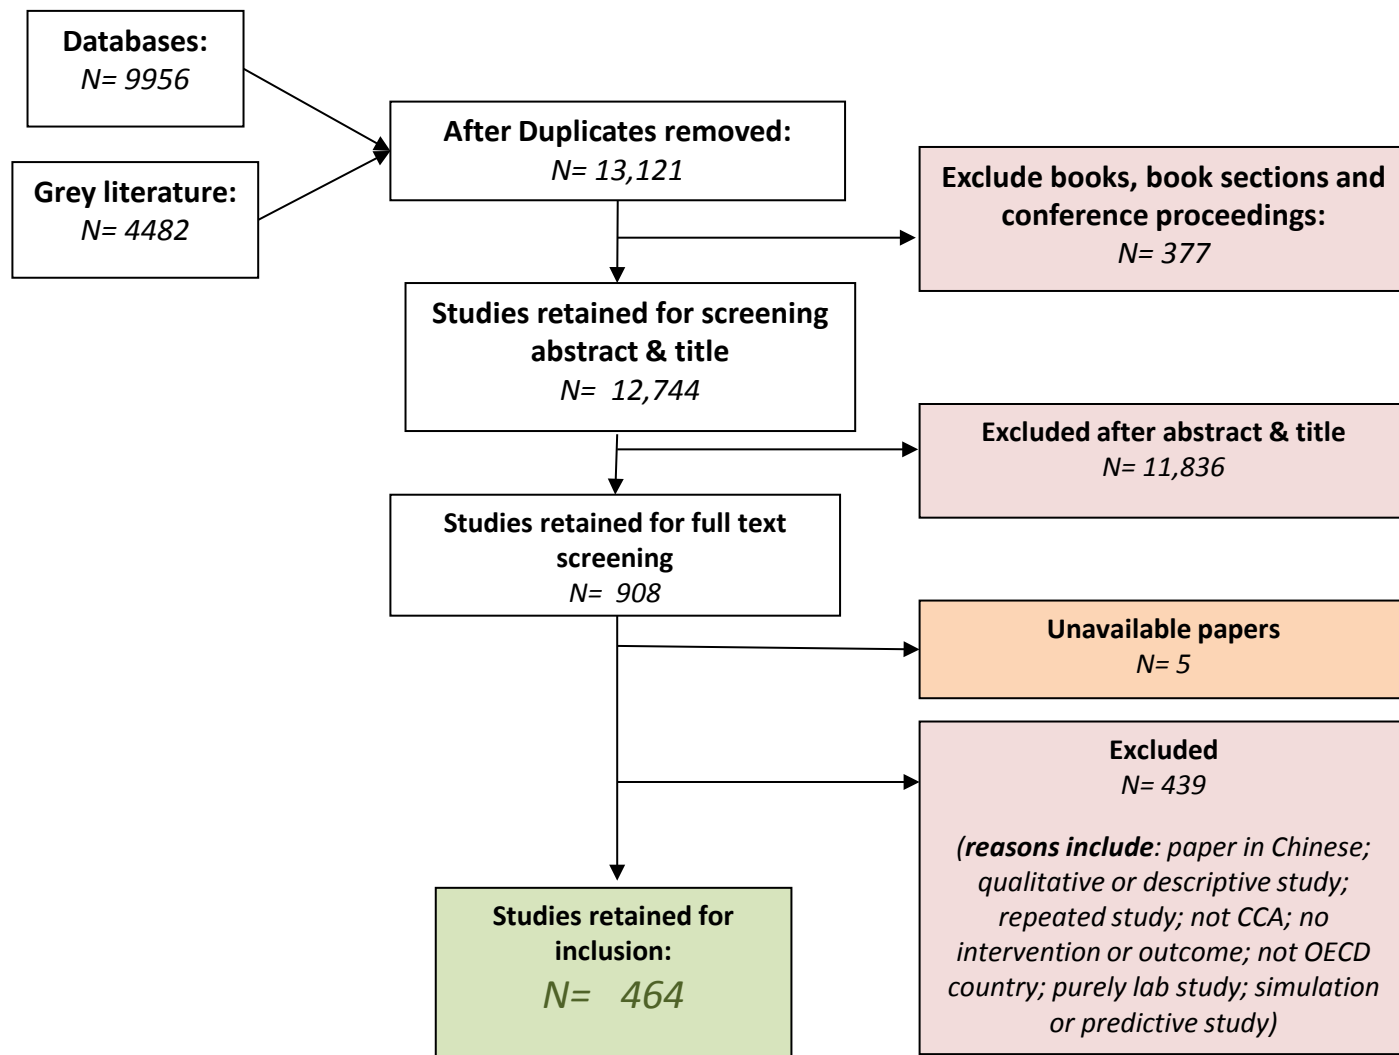 Databases:
N= 9956
Grey literature:
N= 4482
After Duplicates removed:
N= 13,121
Exclude books, book sections and
conference proceedings:
N= 377
Studies retained for screening
abstract & title
N= 12,744
Excluded after abstract & title
N= 11,836
Studies retained for full text
screening
N= 908
Unavailable papers
N= 5
Excluded
N= 439
(reasons include: paper in Chinese;
qualitative or descriptive study;
repeated study; not CCA; no
intervention or outcome; not OECD
country; purely lab study; simulation
or predictive study)
Studies retained for
inclusion:
N= 464